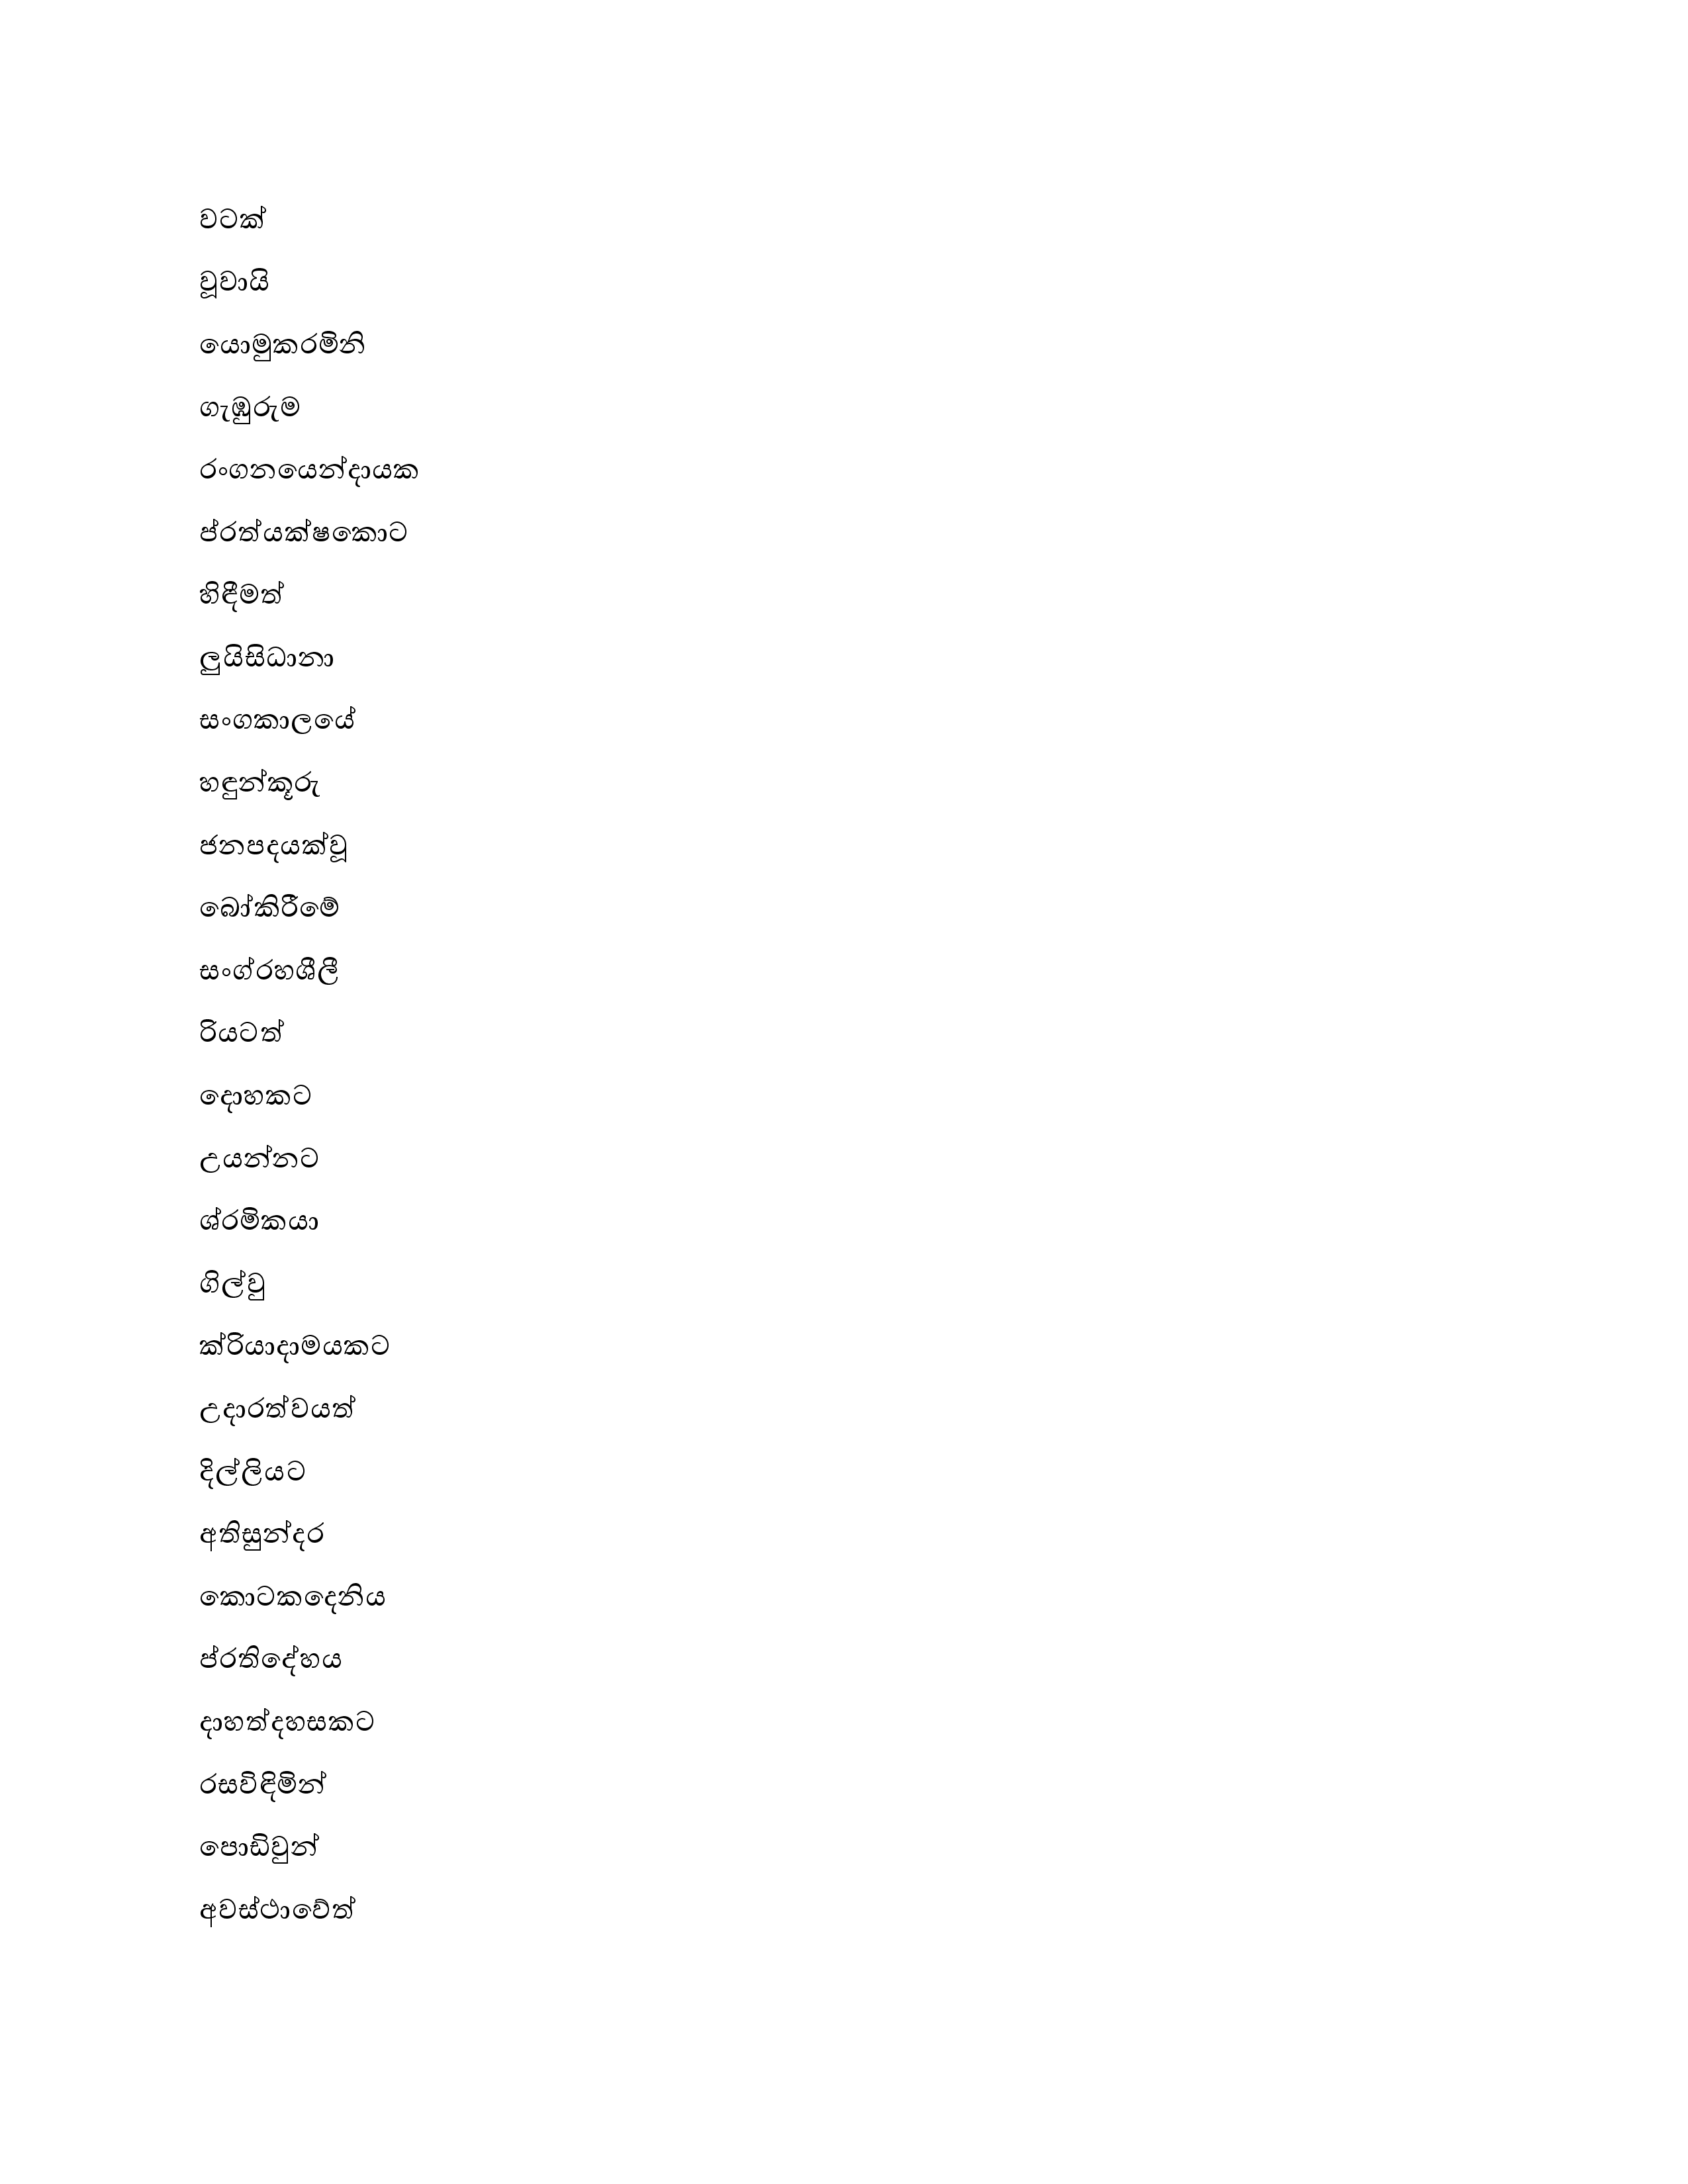 වටක්
වූවායි
යොමුකරමිනි
ගැඹුරුම
රංගනයෙන්දායක
ප්රත්යක්ෂකොට
හිඳීමත්
ලුයිසිධානා
සංගකාලයේ
හඳුන්කූරු
ජනපදයක්වූ
බෝකිරීමේ
සංග්රහශීලී
රියටත්
දොහකට
උයන්නට
ශ්රමිකයා
ගිල්වු
ක්රියාදාමයකට
උදාරත්වයත්
දිල්ලියට
අතිසුන්දර
කොටකදෙනිය
ප්රතිදේහය
දාහත්දහසකට
රසවිඳිමින්
පොඩිවුන්
අවස්ථාවේත්